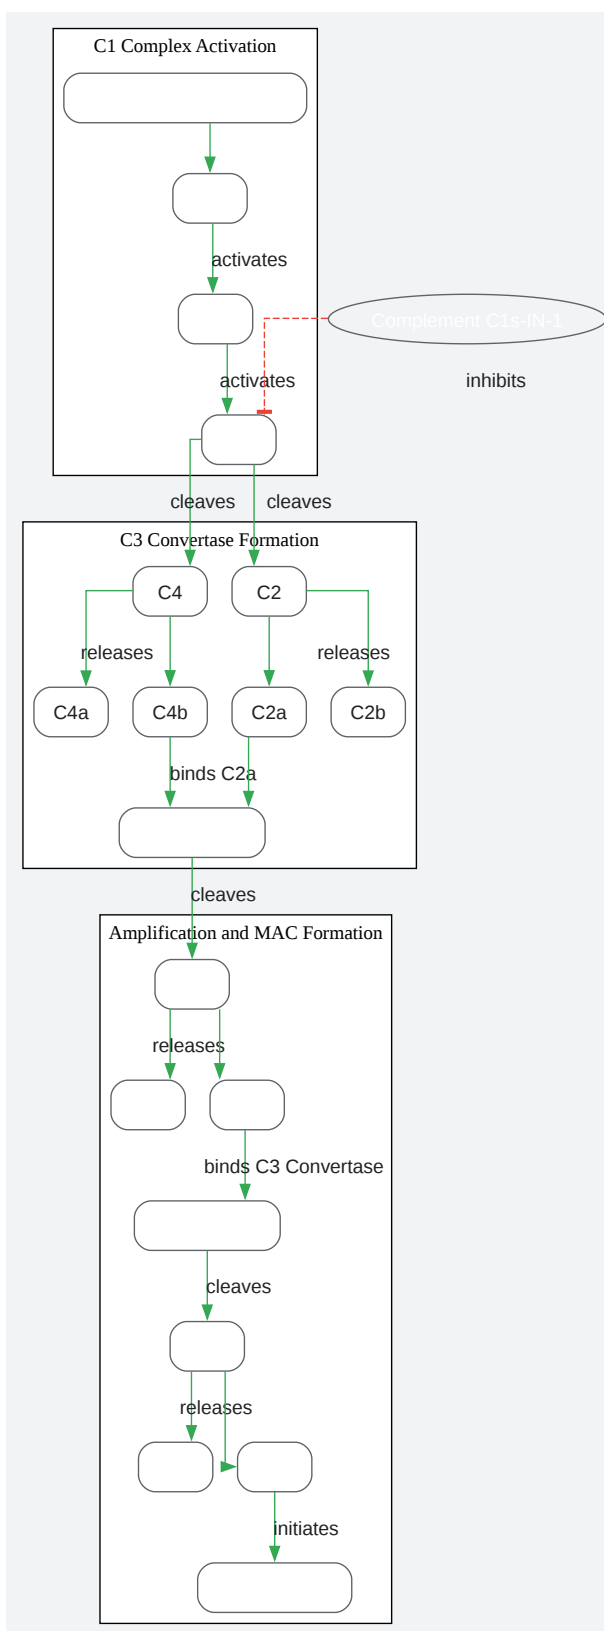 C1 Complex Activation
activates
Complement C1s-IN-1
activates
inhibits
cleaves
cleaves
C3 Convertase Formation
C4
C2
releases
releases
C4a
C4b
C2a
C2b
binds C2a
cleaves
Amplification and MAC Formation
releases
binds C3 Convertase
cleaves
releases
initiates